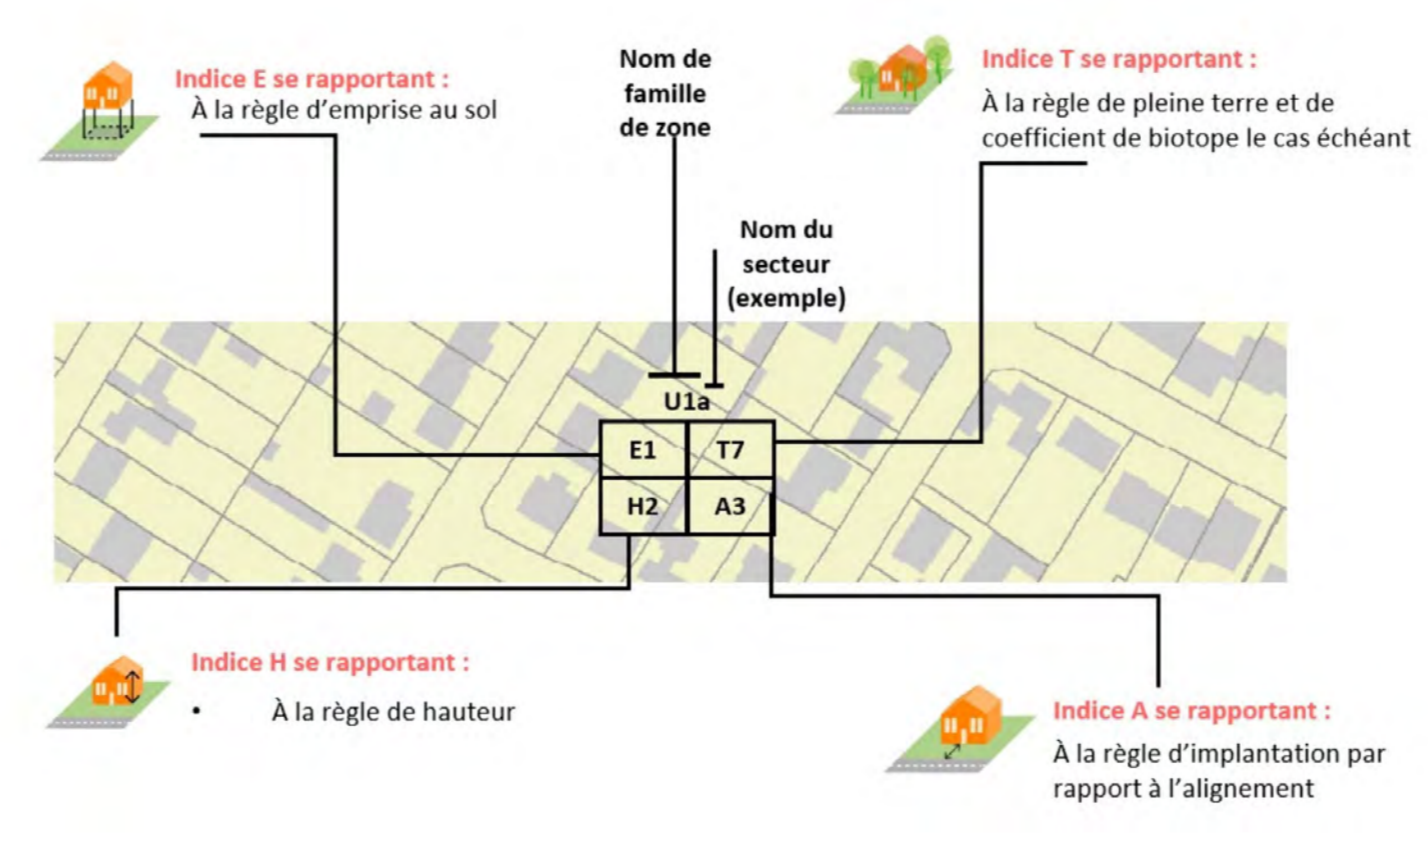 Indice E se rapportant :
À la règle d'emprise au sol
Nom de
famille
de zone
Indice T se rapportant :
À la règle de pleine terre et de
coefficient de biotope le cas échéant
Nom du
secteur
(exemple)
U1a
E1 T7
H2 A3
Indice H se rapportant :
• À la règle de hauteur
Indice A se rapportant :
À la règle d'implantation par
rapport à l'alignement